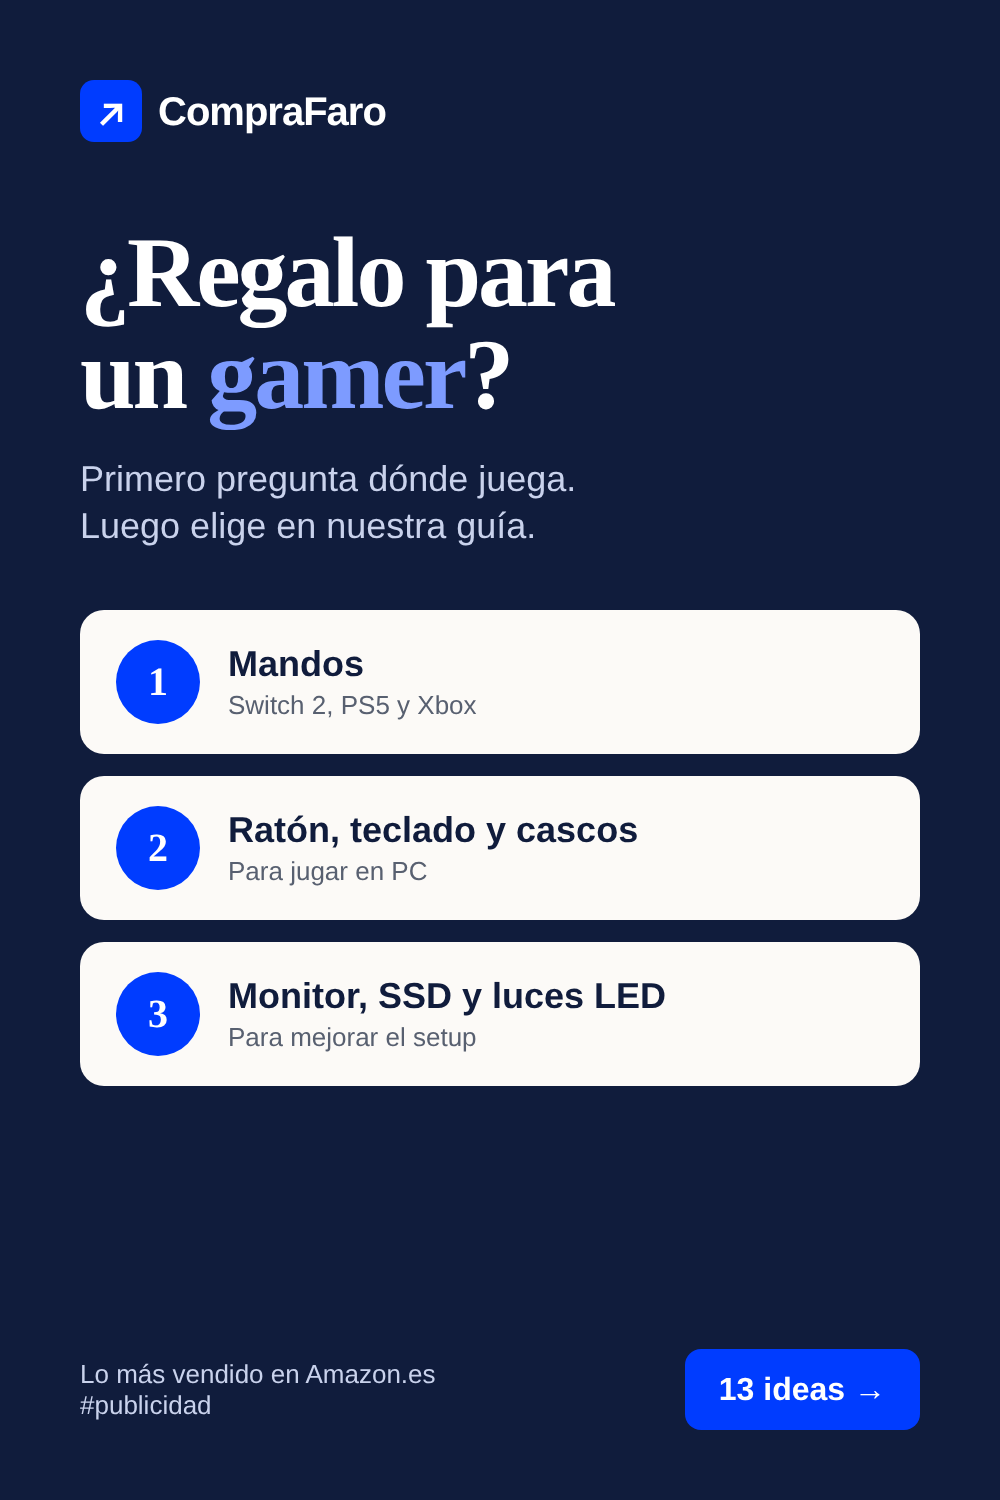 CompraFaro
¿Regalo para
un gamer?
Primero pregunta dónde juega.
Luego elige en nuestra guía.
1
Mandos
Switch 2, PS5 y Xbox
2
Ratón, teclado y cascos
Para jugar en PC
3
Monitor, SSD y luces LED
Para mejorar el setup
Lo más vendido en Amazon.es
#publicidad
13 ideas →